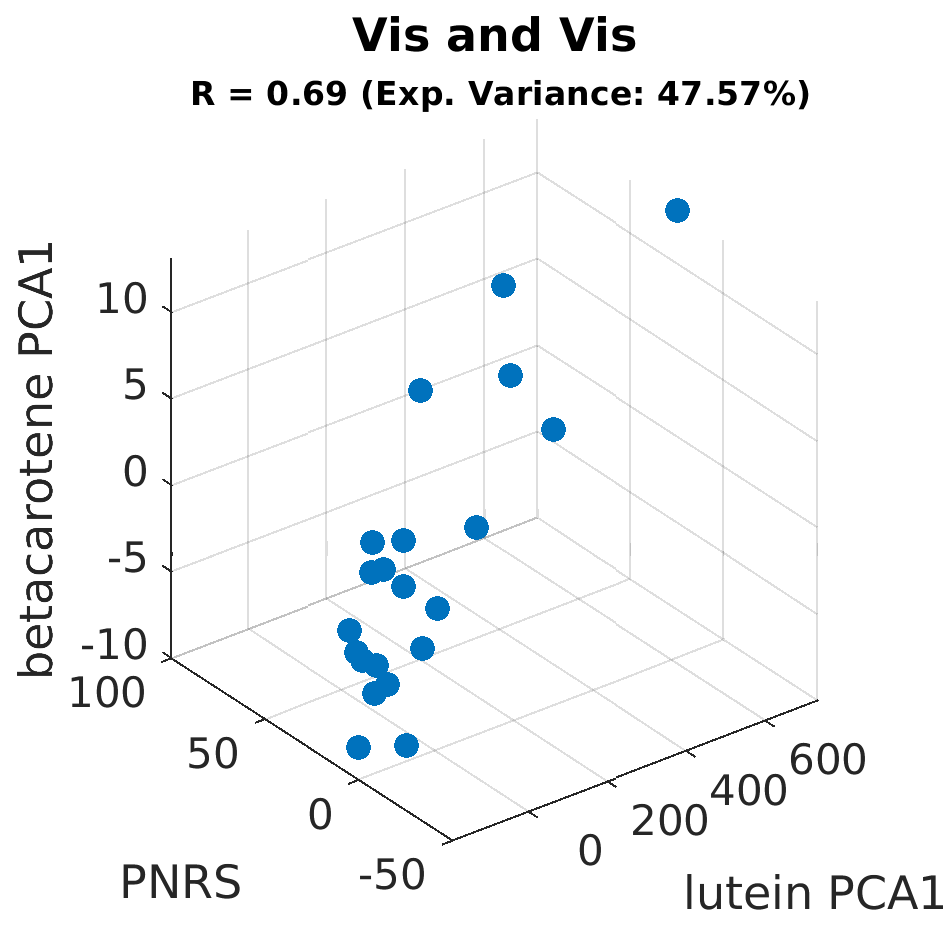 Vis and Vis
R = 0.69 (Exp. Variance: 47.57%)
betacarotene PCA1
10
5
0
-5
-10
100
50
0
-50
PNRS
0
200
400
600
lutein PCA1